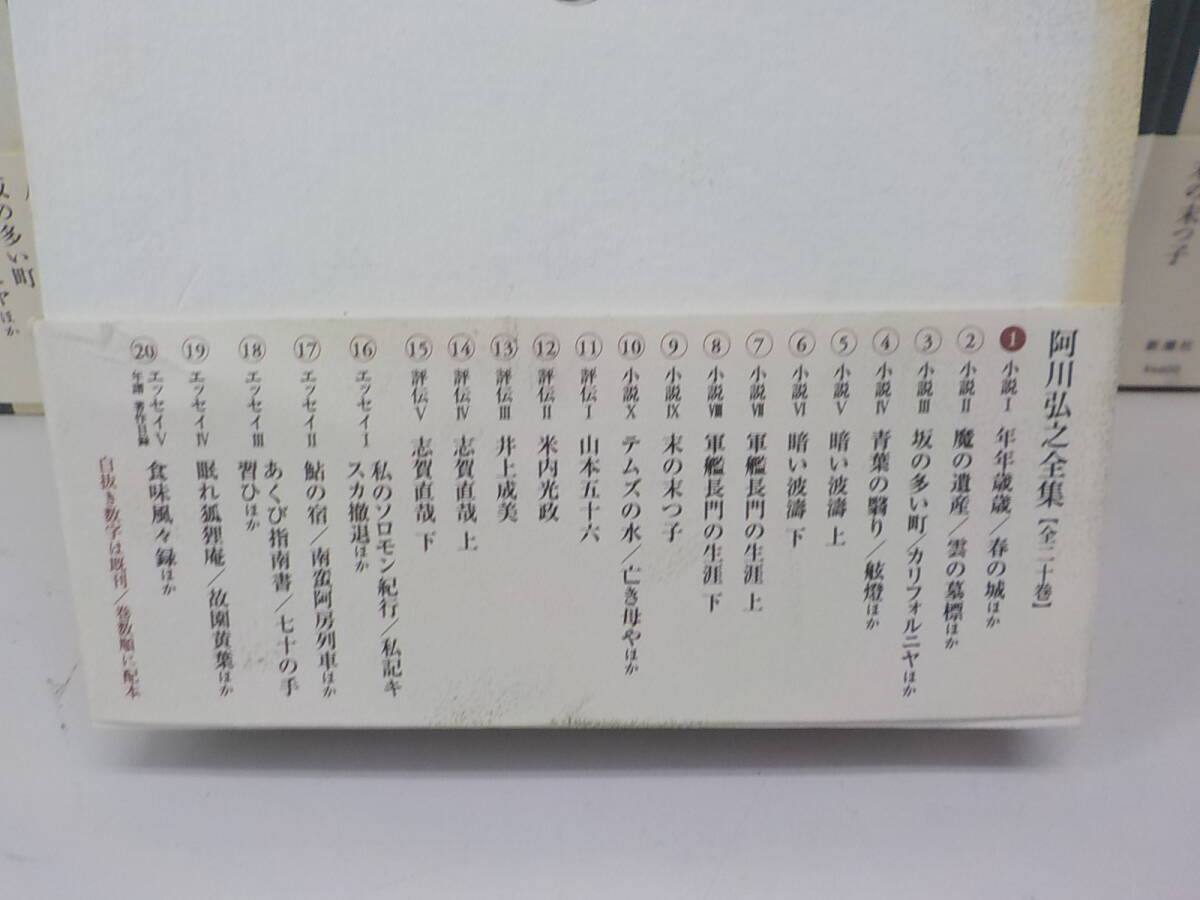 阿川弘之全集【全二十巻】
❶ 小説Ⅰ 年年歳歳／春の城ほか
② 小説Ⅱ 魔の遺産／雲の墓標ほか
③ 小説Ⅲ 坂の多い町／カリフォルニヤほか
④ 小説Ⅳ 青葉の翳り／舷燈ほか
⑤ 小説Ⅴ 暗い波濤 上
⑥ 小説Ⅵ 暗い波濤 下
⑦ 小説Ⅶ 軍艦長門の生涯 上
⑧ 小説Ⅷ 軍艦長門の生涯 下
⑨ 小説Ⅸ 末の末つ子
⑩ 小説Ⅹ テムズの水／亡き母やほか
⑪ 評伝Ⅰ 山本五十六
⑫ 評伝Ⅱ 米内光政
⑬ 評伝Ⅲ 井上成美
⑭ 評伝Ⅳ 志賀直哉 上
⑮ 評伝Ⅴ 志賀直哉 下
⑯ エッセイⅠ 私のソロモン紀行／私記キ
スカ撤退ほか
⑰ エッセイⅡ 鮎の宿／南蛮阿房列車ほか
⑱ エッセイⅢ あくび指南書／七十の手
習ひほか
⑲ エッセイⅣ 眠れ狐狸庵／故園黄葉ほか
⑳ エッセイⅤ 食味風々録ほか
年譜 著作目録
白抜き数字は既刊／巻数順に配本
末の末つ子
新潮社
の多い町
ヤほか